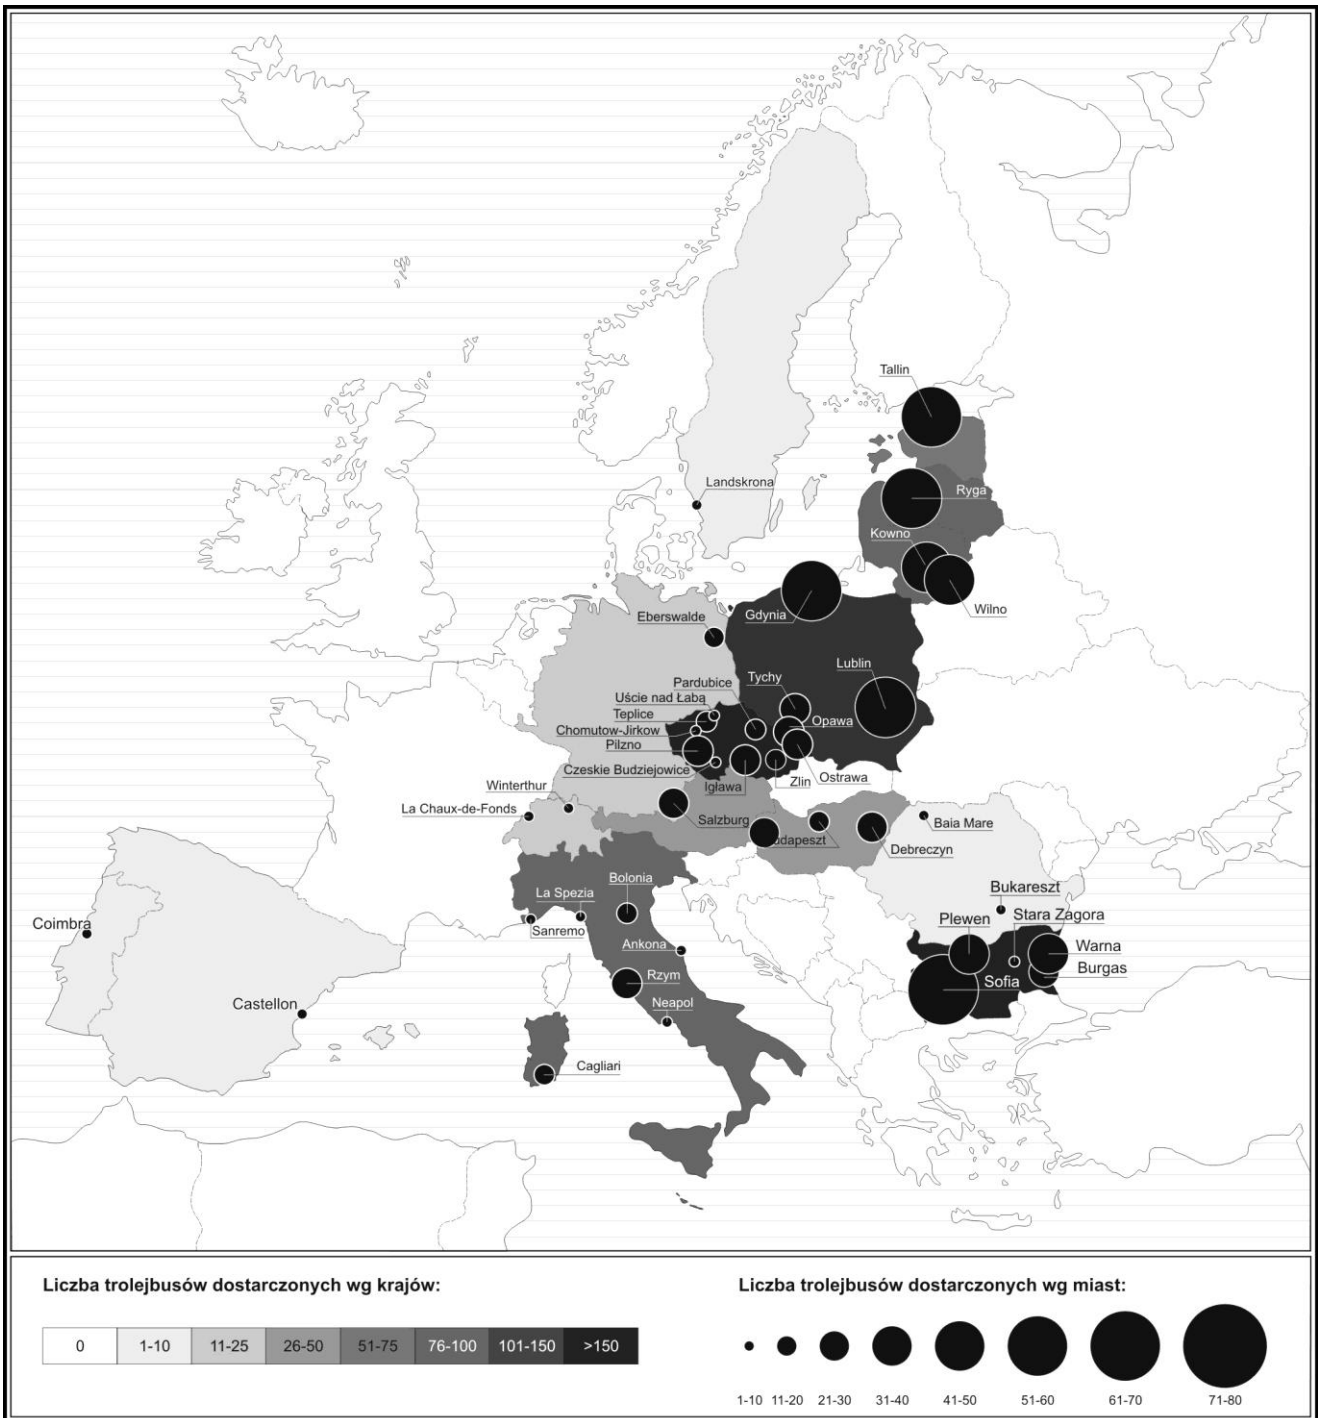 Tallin
Landskrona
Ryga
Kowno
Wilno
Gdynia
Eberswalde
Lublin
Tychy
Pardubice
Uście nad Łabą
Teplice
Opawa
Chomutow-Jirkow
Pilzno
Czeskie Budziejowice
Ostrawa
Zlin
Igława
Winterthur
La Chaux-de-Fonds
Salzburg
Baia Mare
Debreczyn
Bolonia
La Spezia
Bukareszt
Stara Zagora
Plewen
Coimbra
Sanremo
Ankona
Warna
Burgas
Rzym
Sofia
Castellon
Neapol
Cagliari
Liczba trolejbusów dostarczonych wg krajów:
0 1-10 11-25 26-50 51-75 76-100 101-150 >150
Liczba trolejbusów dostarczonych wg miast:
1-10 11-20 21-30 31-40 41-50 51-60 61-70 71-80